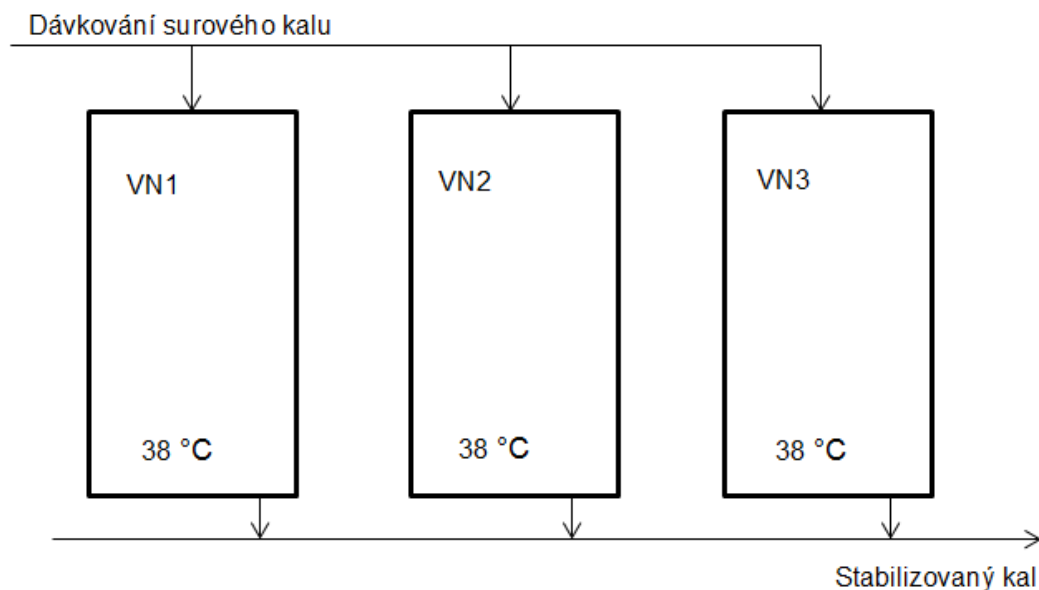 Dávkování surového kalu
VN1
VN2
VN3
38 °C
38 °C
38 °C
Stabilizovaný kal